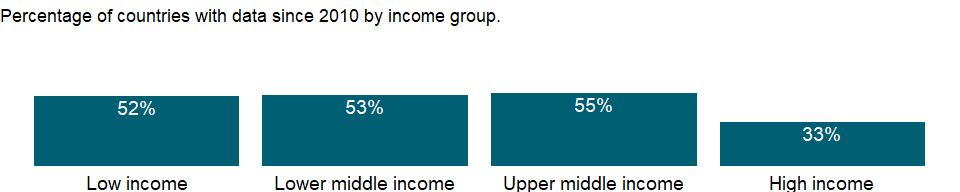 Percentage of countries with data since 2010 by income group.
52% 53% 55% 33%
Low income Lower middle income Upper middle income High income